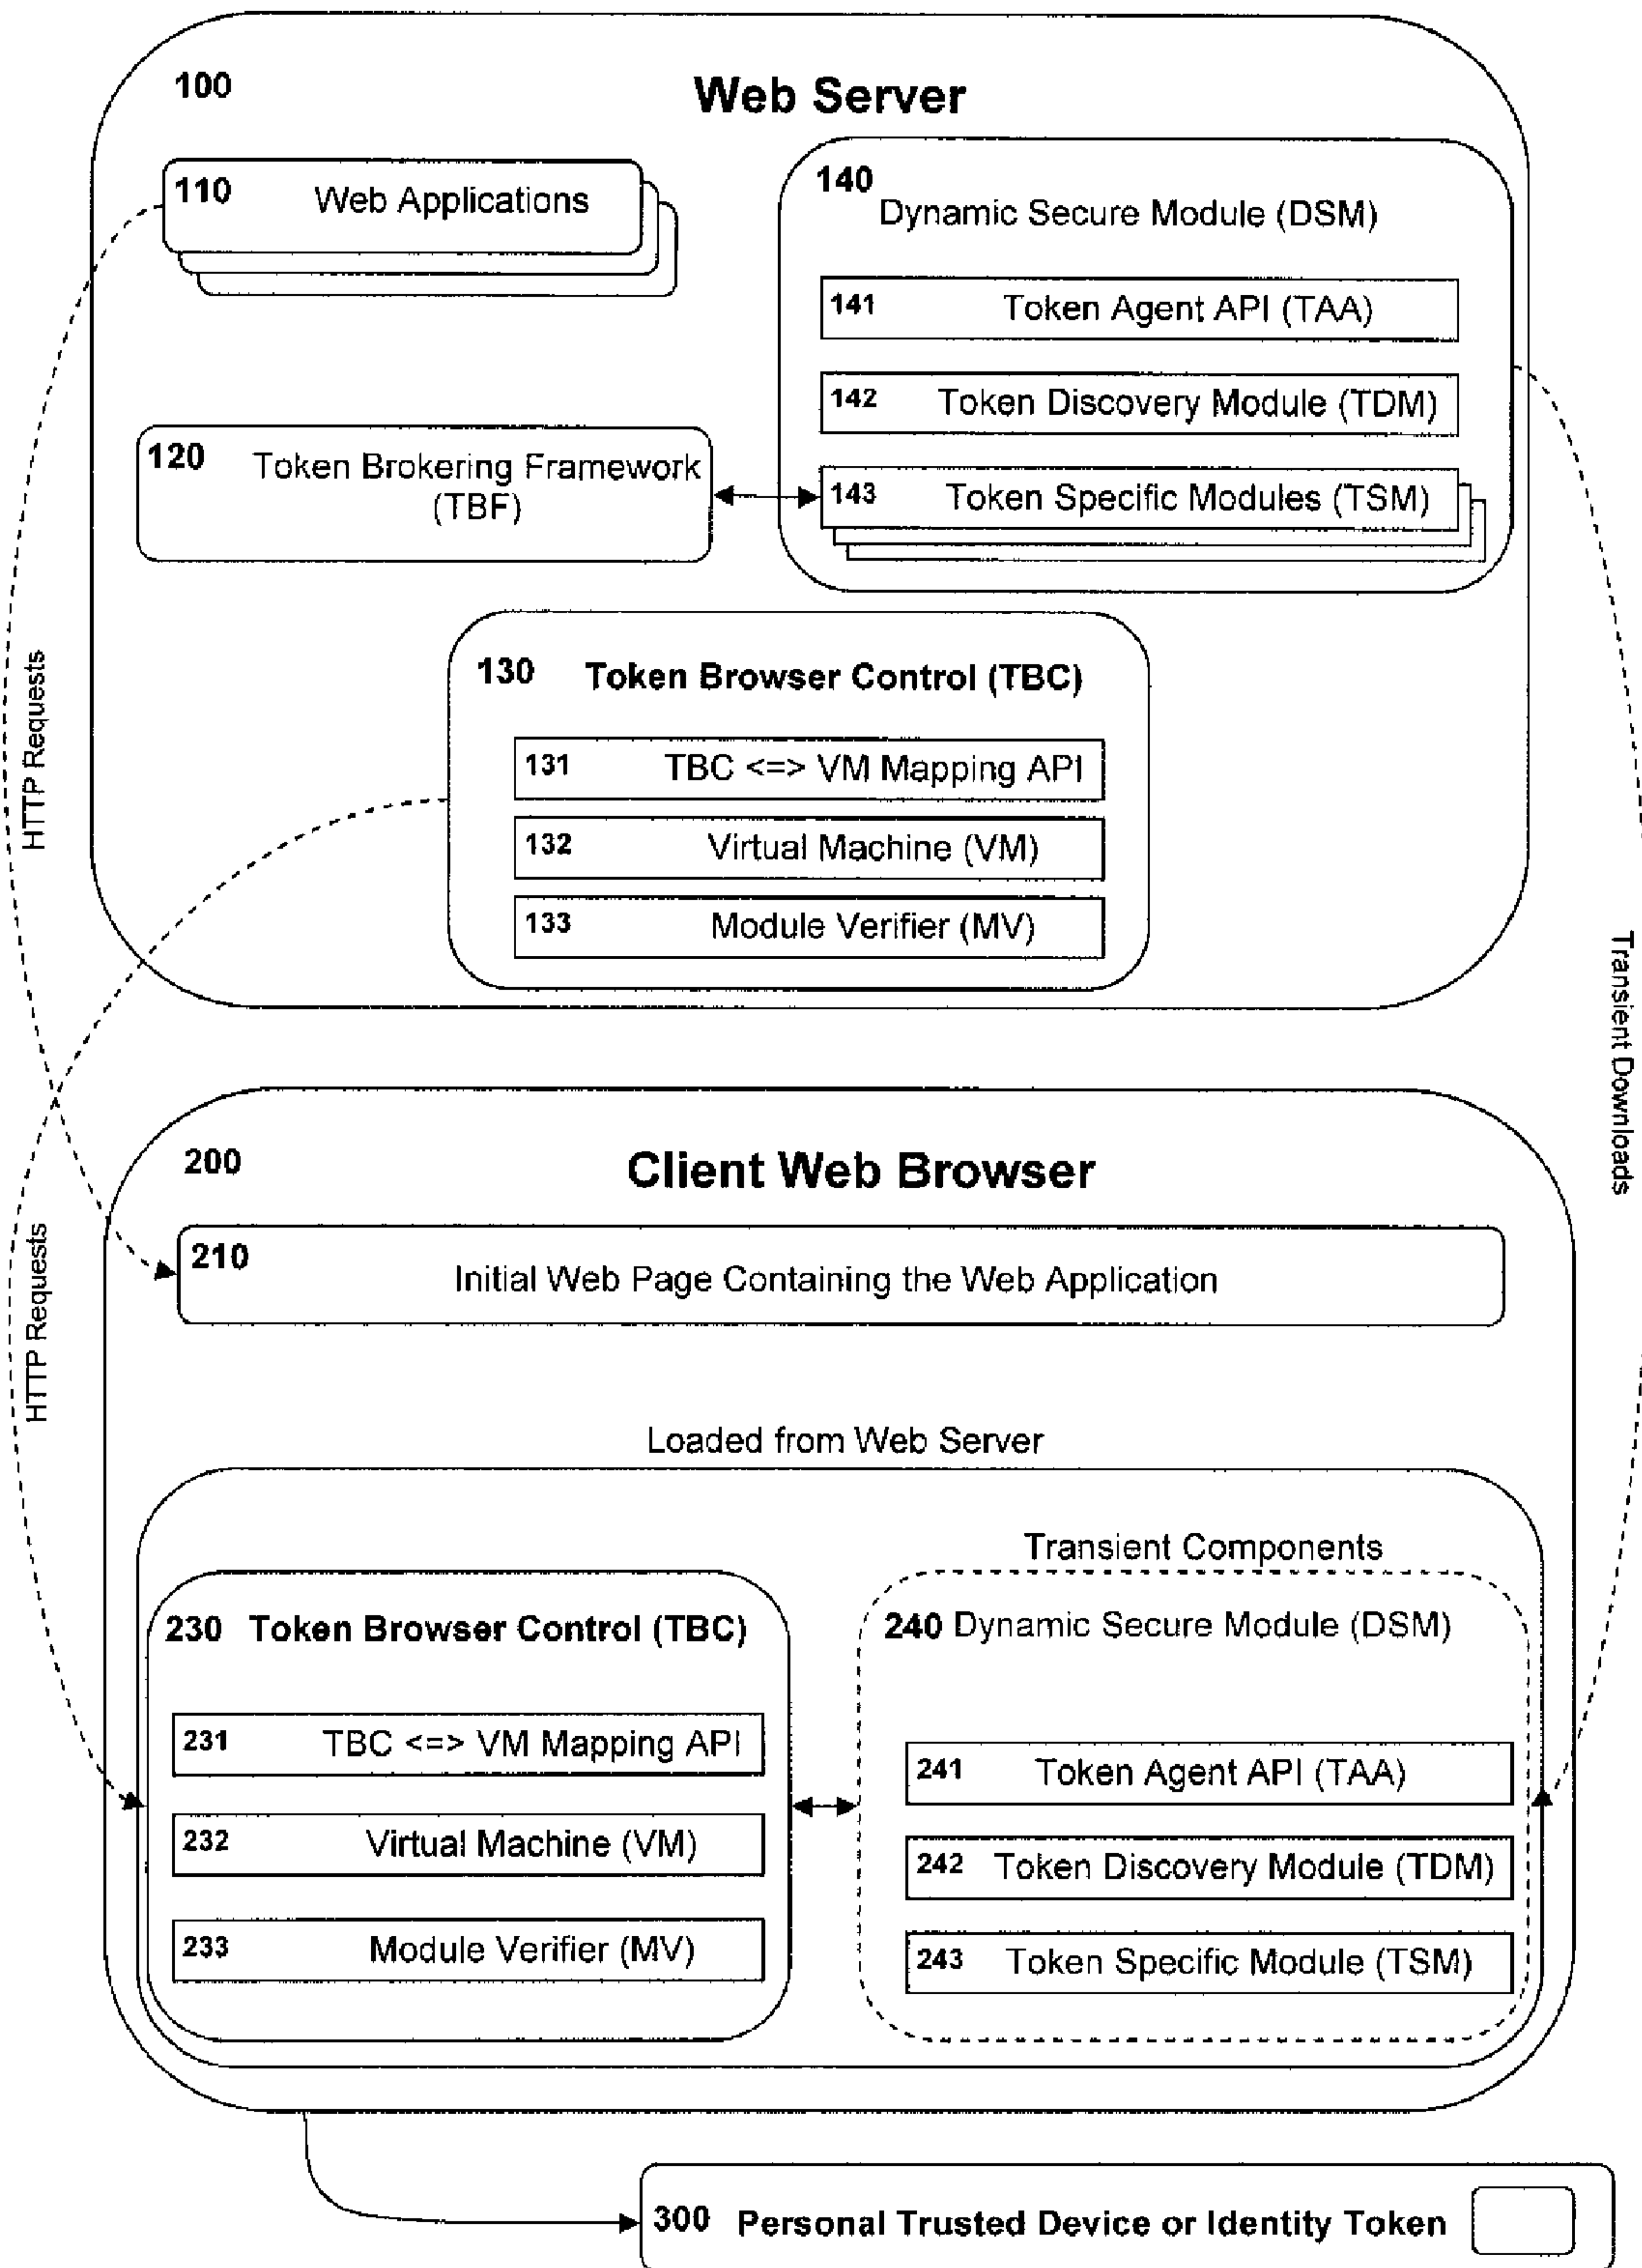 100
Web Server
110 Web Applications
140
Dynamic Secure Module (DSM)
141 Token Agent API (TAA)
142 Token Discovery Module (TDM)
143 Token Specific Modules (TSM)
120 Token Brokering Framework
(TBF)
130 Token Browser Control (TBC)
131 TBC <=> VM Mapping API
132 Virtual Machine (VM)
133 Module Verifier (MV)
HTTP Requests
Transient Downloads
200
Client Web Browser
210
Initial Web Page Containing the Web Application
HTTP Requests
Loaded from Web Server
Transient Components
230 Token Browser Control (TBC)
231 TBC <=> VM Mapping API
232 Virtual Machine (VM)
233 Module Verifier (MV)
240 Dynamic Secure Module (DSM)
241 Token Agent API (TAA)
242 Token Discovery Module (TDM)
243 Token Specific Module (TSM)
300 Personal Trusted Device or Identity Token